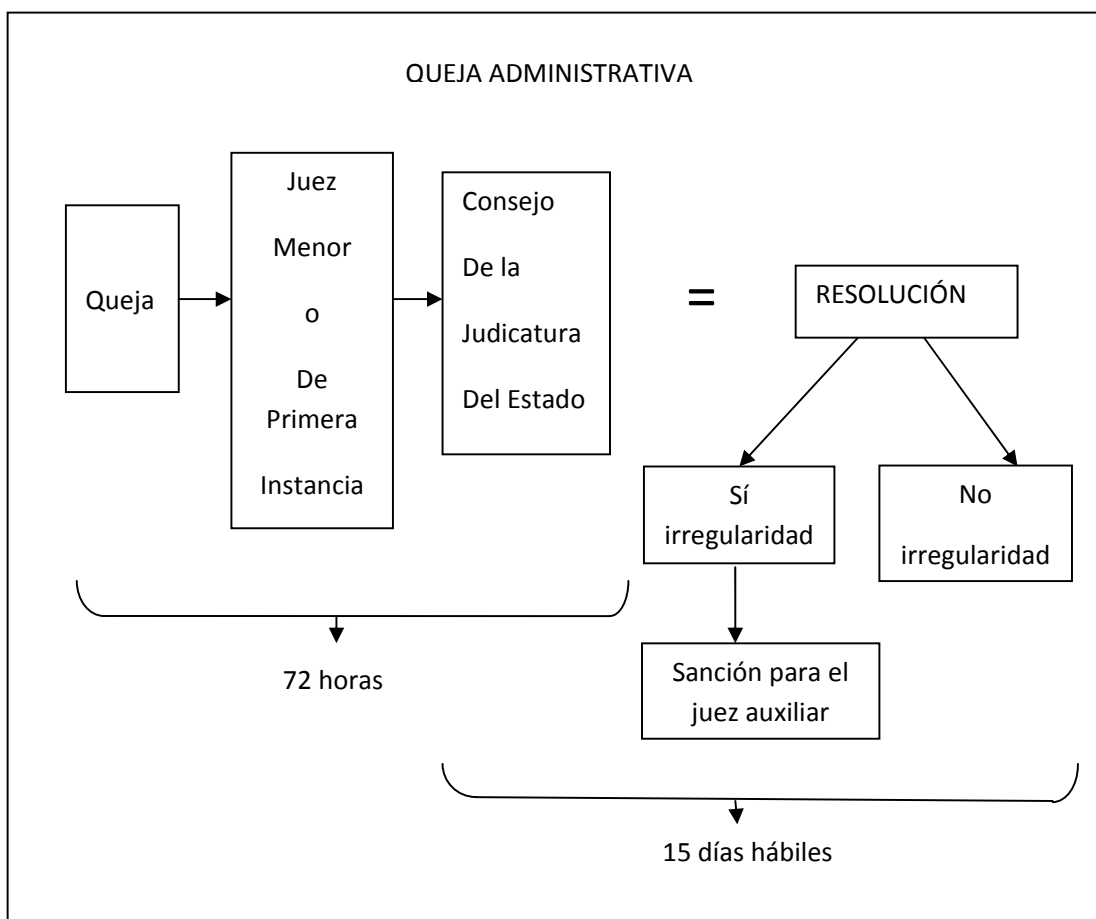 QUEJA ADMINISTRATIVA
Queja
Juez
Menor
o
De
Primera
Instancia
Consejo
De la
Judicatura
Del Estado
=
RESOLUCIÓN
Sí
irregularidad
No
irregularidad
Sanción para el
juez auxiliar
72 horas
15 días hábiles